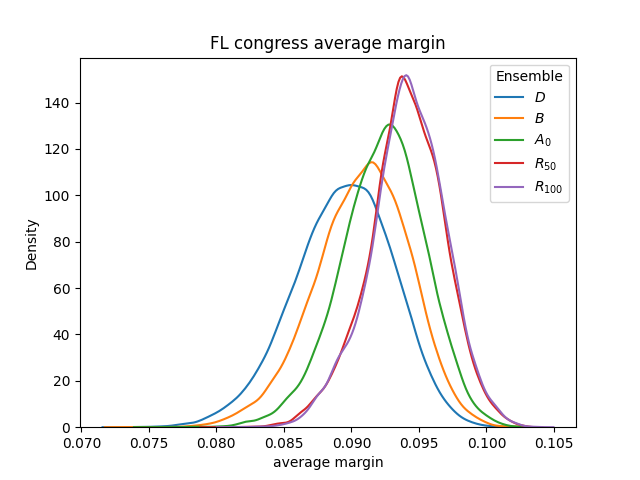 FL congress average margin
Ensemble
D
B
A₀
R₅₀
R₁₀₀
Density
140
120
100
80
60
40
20
0
0.070 0.075 0.080 0.085 0.090 0.095 0.100 0.105
average margin